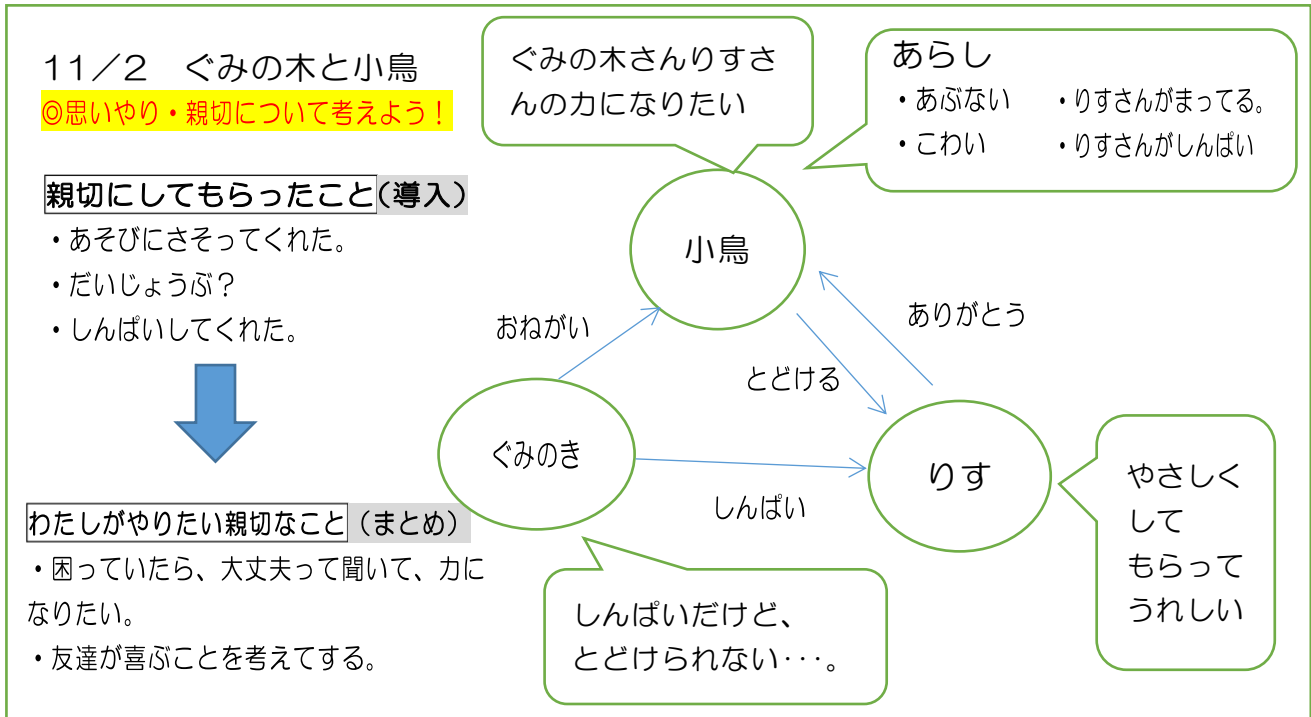 11/2　ぐみの木と小鳥
◎思いやり・親切について考えよう！
親切にしてもらったこと(導入)
・あそびにさそってくれた。
・だいじょうぶ？
・しんぱいしてくれた。
わたしがやりたい親切なこと（まとめ）
・困っていたら、大丈夫って聞いて、力に
なりたい。
・友達が喜ぶことを考えてする。
ぐみの木さんりすさ
んの力になりたい
あらし
・あぶない　・りすさんがまってる。
・こわい　・りすさんがしんぱい
小鳥
おねがい
ありがとう
とどける
ぐみのき
しんぱい
りす
しんぱいだけど、
とどけられない･･･。
やさしく
して
もらって
うれしい